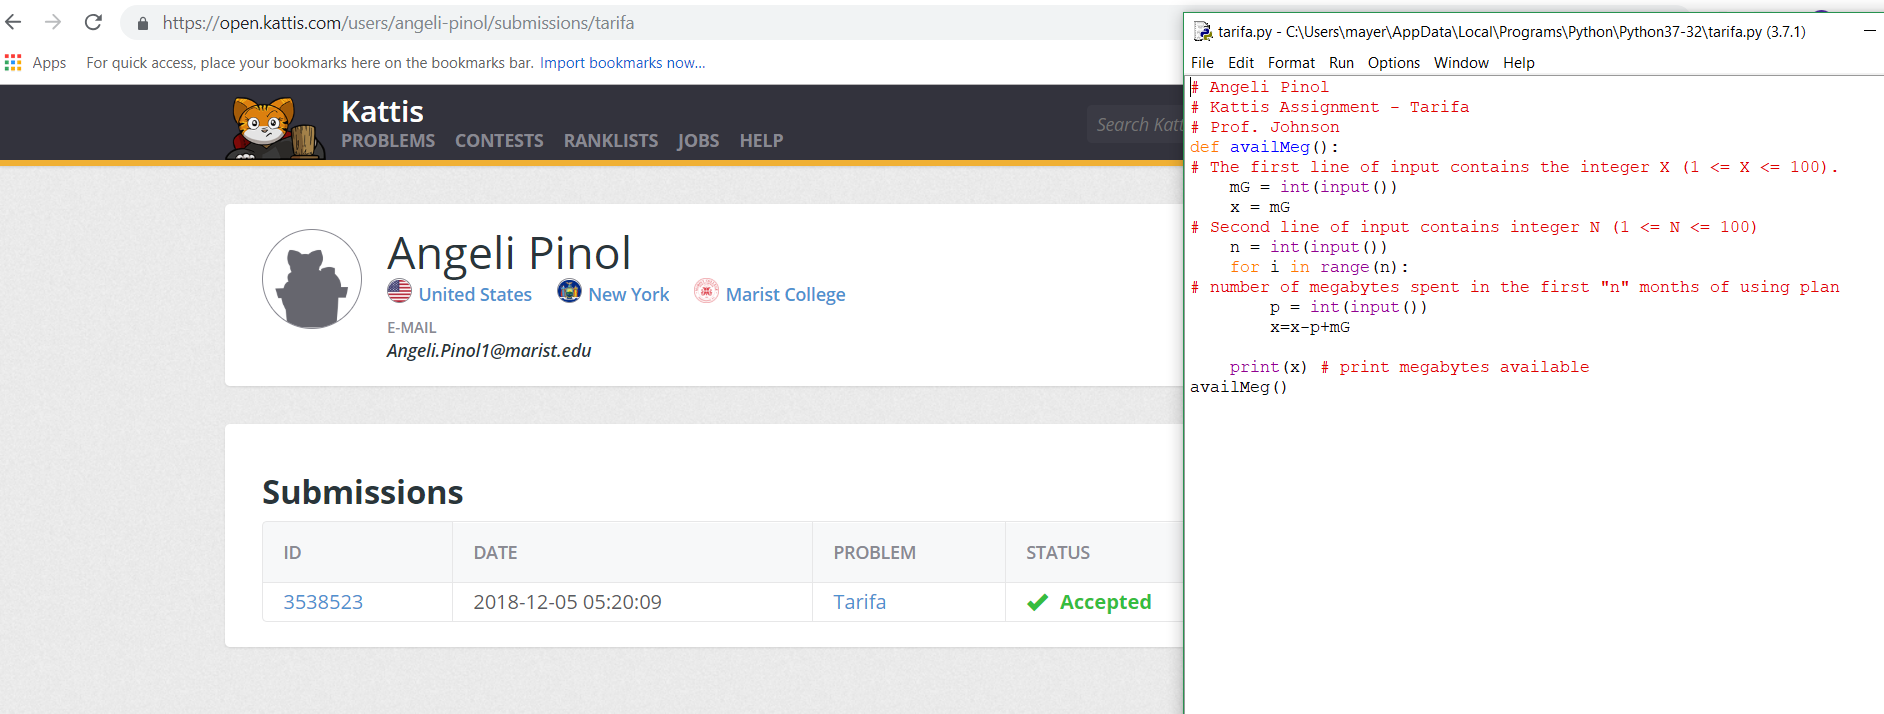 https://open.kattis.com/users/angeli-pinol/submissions/tarifa
Apps For quick access, place your bookmarks here on the bookmarks bar. Import bookmarks now...
Kattis
PROBLEMS CONTESTS RANKLISTS JOBS HELP
Search Katt
Angeli Pinol
United States New York Marist College
E-MAIL
Angeli.Pinol1@marist.edu
Submissions
ID DATE PROBLEM STATUS
3538523 2018-12-05 05:20:09 Tarifa Accepted
tarifa.py - C:\Users\mayer\AppData\Local\Programs\Python\Python37-32\tarifa.py (3.7.1)
File Edit Format Run Options Window Help
# Angeli Pinol
# Kattis Assignment - Tarifa
# Prof. Johnson
def availMeg():
# The first line of input contains the integer X (1 <= X <= 100).
    mG = int(input())
    x = mG
# Second line of input contains integer N (1 <= N <= 100)
    n = int(input())
    for i in range(n):
# number of megabytes spent in the first "n" months of using plan
        p = int(input())
        x=x-p+mG
    print(x) # print megabytes available
availMeg()